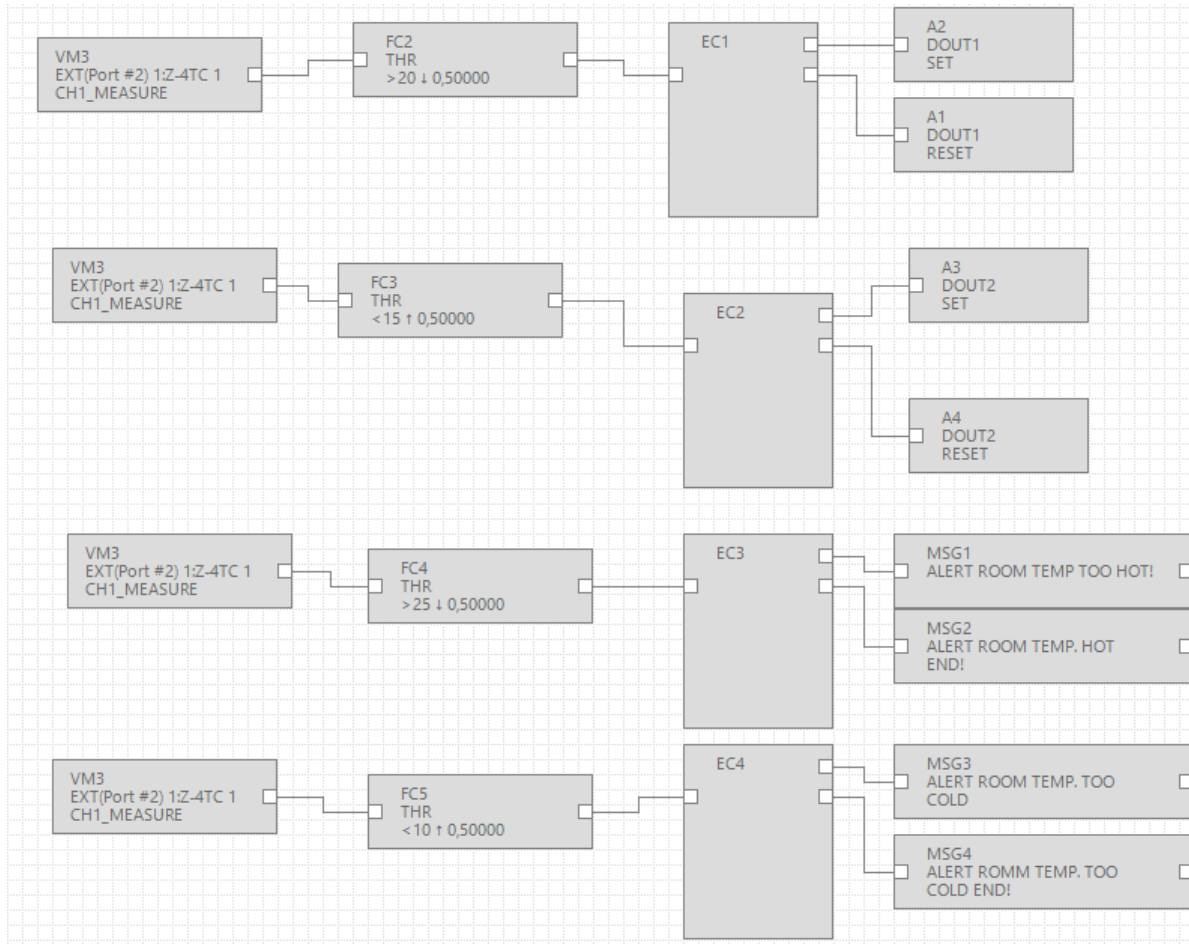 VM3
EXT(Port #2) 1:Z-4TC 1
CH1_MEASURE
FC2
THR
>20 ↓ 0,50000
EC1
A2
DOUT1
SET
A1
DOUT1
RESET
VM3
EXT(Port #2) 1:Z-4TC 1
CH1_MEASURE
FC3
THR
<15 ↑ 0,50000
EC2
A3
DOUT2
SET
A4
DOUT2
RESET
VM3
EXT(Port #2) 1:Z-4TC 1
CH1_MEASURE
FC4
THR
>25 ↓ 0,50000
EC3
MSG1
ALERT ROOM TEMP TOO HOT!
MSG2
ALERT ROOM TEMP. HOT
END!
VM3
EXT(Port #2) 1:Z-4TC 1
CH1_MEASURE
FC5
THR
<10 ↑ 0,50000
EC4
MSG3
ALERT ROOM TEMP. TOO
COLD
MSG4
ALERT ROMM TEMP. TOO
COLD END!